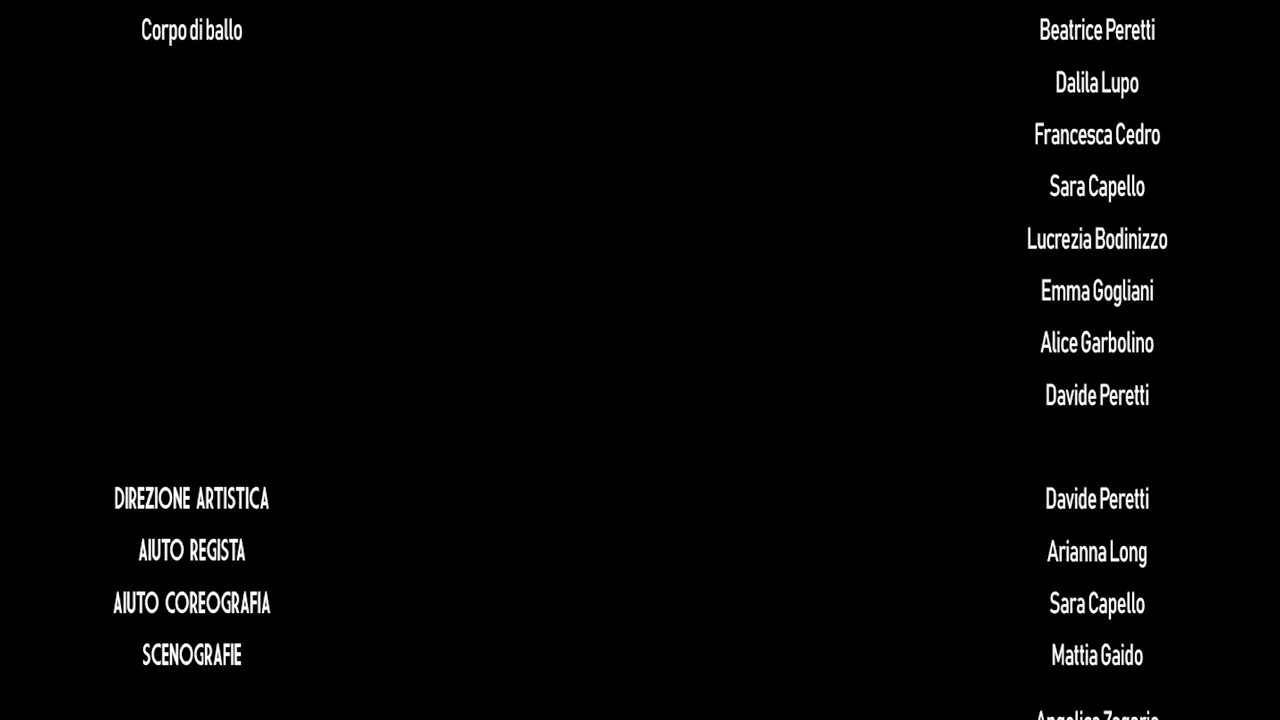 Corpo di ballo Beatrice Peretti
Dalila Lupo
Francesca Cedro
Sara Capello
Lucrezia Bodinizzo
Emma Gogliani
Alice Garbolino
Davide Peretti
DIREZIONE ARTISTICA Davide Peretti
AIUTO REGISTA Arianna Long
AIUTO COREOGRAFIA Sara Capello
SCENOGRAFIE Mattia Gaido